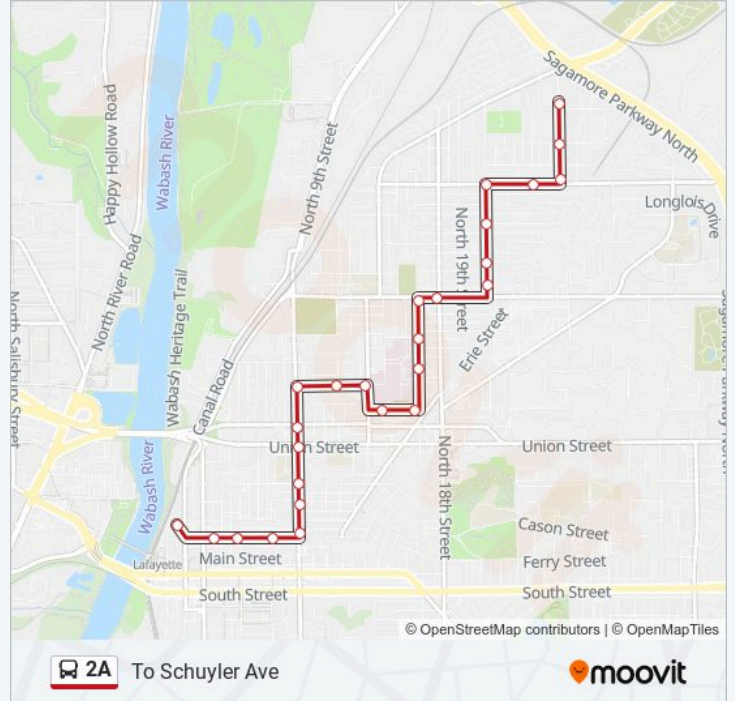 Sagamore Parkway North
Happy Hollow Road
Wabash River
North 9th Street
Longlois Drive
North 19th Street
North River Road
Wabash Heritage Trail
North Salisbury Street
Erie Street
Canal Road
Union Street
Union Street
Wabash River
North 18th Street
Cason Street
Main Street
Ferry Street
Lafayette
South Street
South Street
© OpenStreetMap contributors | © OpenMapTiles
2A To Schuyler Ave
moovit